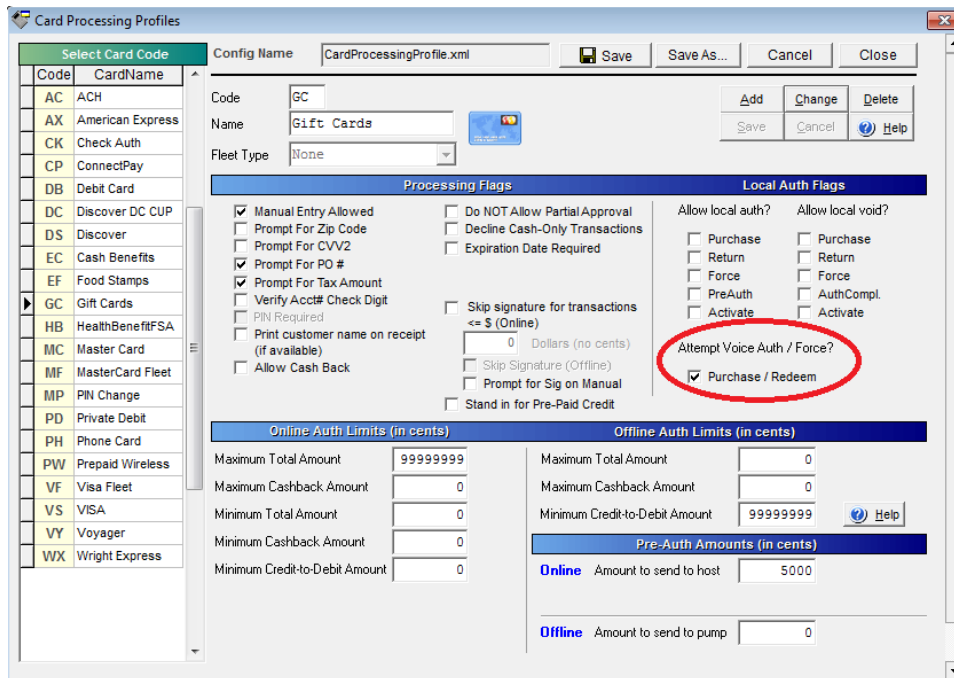 Card Processing Profiles
Select Card Code
Code CardName
AC ACH
AX American Express
CK Check Auth
CP ConnectPay
DB Debit Card
DC Discover DC CUP
DS Discover
EC Cash Benefits
EF Food Stamps
GC Gift Cards
HB HealthBenefitFSA
MC Master Card
MF MasterCard Fleet
MP PIN Change
PD Private Debit
PH Phone Card
PW Prepaid Wireless
VF Visa Fleet
VS VISA
VY Voyager
WX Wright Express
Config Name CardProcessingProfile.xml Save Save As... Cancel Close
Code GC
Name Gift Cards
Fleet Type None
Add Change Delete
Save Cancel Help
Processing Flags
Manual Entry Allowed
Prompt For Zip Code
Prompt For CVV2
Prompt For PO #
Prompt For Tax Amount
Verify Acct# Check Digit
PIN Required
Print customer name on receipt
(if available)
Allow Cash Back
Do NOT Allow Partial Approval
Decline Cash-Only Transactions
Expiration Date Required
Skip signature for transactions
<= $ (Online)
0 Dollars (no cents)
Skip Signature (Offline)
Prompt for Sig on Manual
Stand in for Pre-Paid Credit
Local Auth Flags
Allow local auth? Allow local void?
Purchase Purchase
Return Return
Force Force
PreAuth AuthCompl.
Activate Activate
Attempt Voice Auth / Force?
Purchase / Redeem
Online Auth Limits (in cents)
Maximum Total Amount 99999999
Maximum Cashback Amount 0
Minimum Total Amount 0
Minimum Cashback Amount 0
Minimum Credit-to-Debit Amount 0
Offline Auth Limits (in cents)
Maximum Total Amount 0
Maximum Cashback Amount 0
Minimum Credit-to-Debit Amount 99999999 Help
Pre-Auth Amounts (in cents)
Online Amount to send to host 5000
Offline Amount to send to pump 0